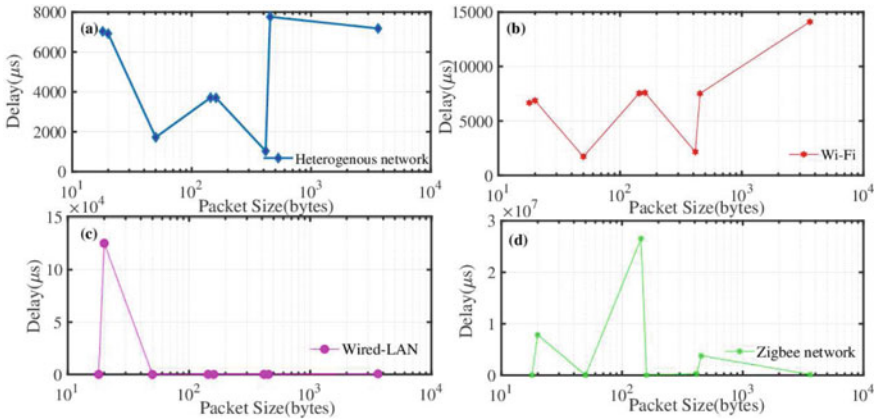 8000
6000
4000
2000
0
Delay(μs)
(a)
Heterogenous network
10¹
10²
10³
10⁴
Packet Size(bytes)
15000
10000
5000
0
Delay(μs)
(b)
Wi-Fi
10¹
10²
10³
10⁴
Packet Size(bytes)
×10⁴
15
10
5
0
Delay(μs)
(c)
Wired-LAN
10¹
10²
10³
10⁴
Packet Size(bytes)
×10⁷
3
2
1
0
Delay(μs)
(d)
Zigbee network
10¹
10²
10³
10⁴
Packet Size(bytes)